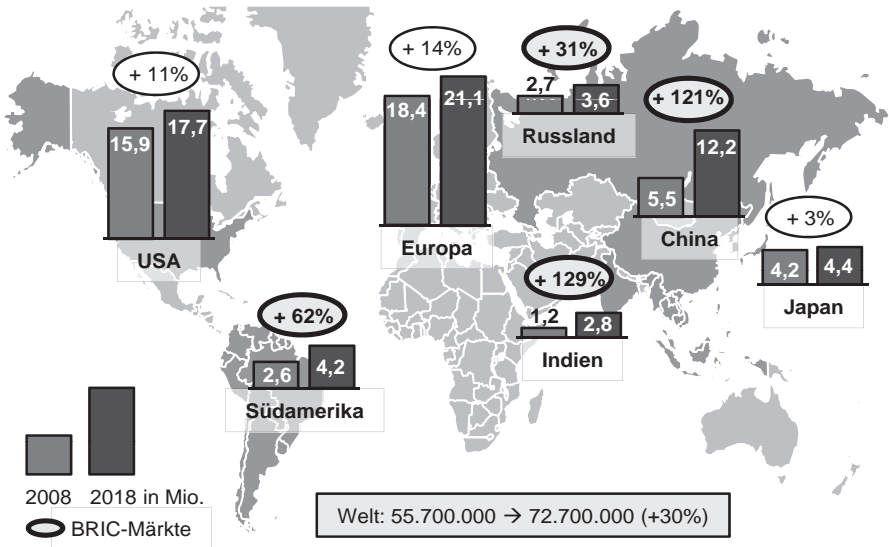 + 11%
15,9
17,7
USA
+ 14%
18,4
21,1
Europa
+ 31%
2,7
3,6
Russland
+ 121%
5,5
12,2
China
+ 3%
4,2
4,4
Japan
+ 129%
1,2
2,8
Indien
+ 62%
2,6
4,2
Südamerika
2008 2018 in Mio.
BRIC-Märkte
Welt: 55.700.000 → 72.700.000 (+30%)